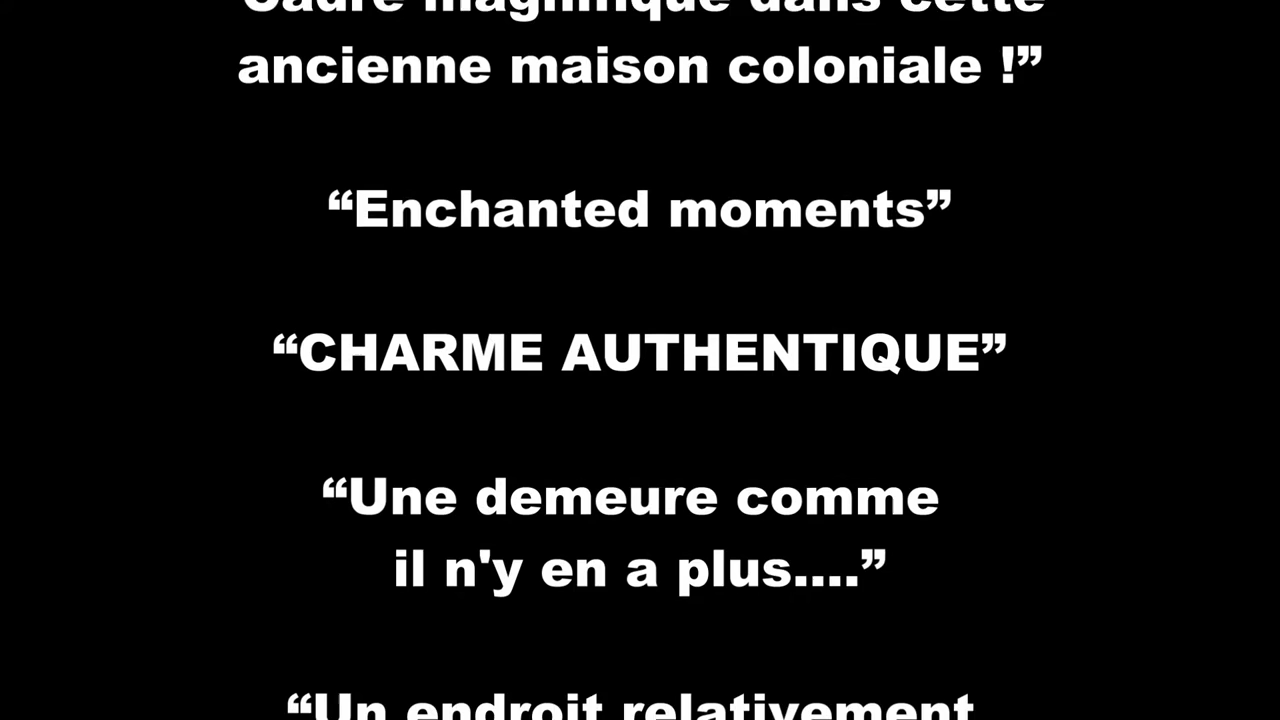 Cadre magnifique dans cette
ancienne maison coloniale !”
“Enchanted moments”
“CHARME AUTHENTIQUE”
“Une demeure comme
il n'y en a plus....”
“Un endroit relativement